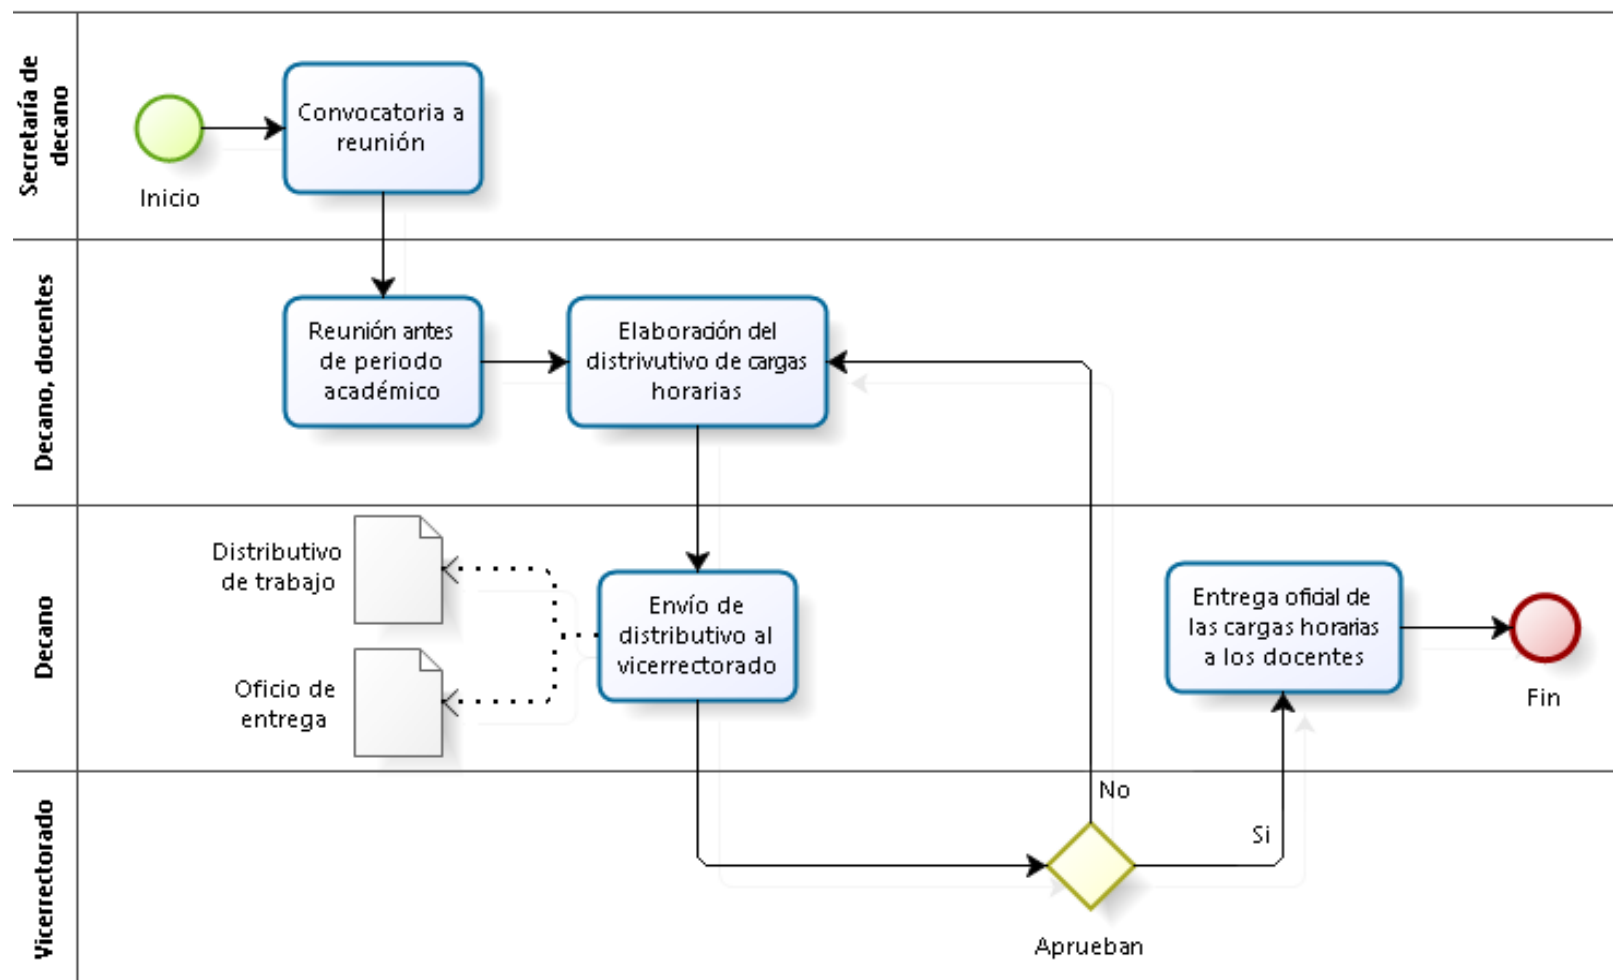 Secretaría de
decano
Inicio
Convocatoria a
reunión
Decano, docentes
Reunión antes
de periodo
académico
Elaboración del
distrivutivo de cargas
horarias
Decano
Distributivo
de trabajo
Oficio de
entrega
Envío de
distributivo al
vicerrectorado
Entrega oficial de
las cargas horarias
a los docentes
Fin
Vicerrectorado
No
Si
Aprueban